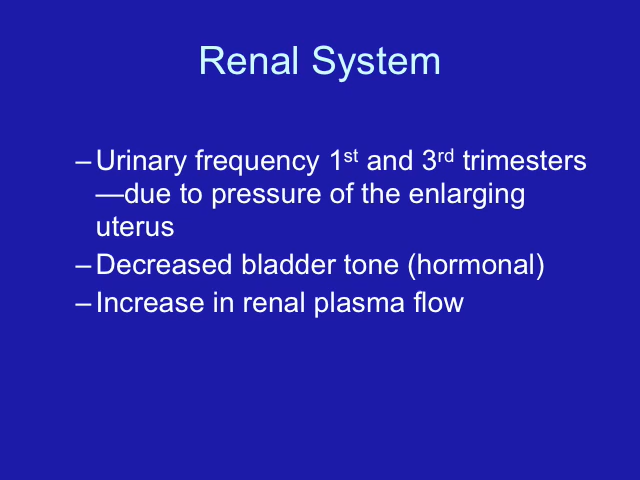 Renal System
–Urinary frequency 1st and 3rd trimesters
—due to pressure of the enlarging
uterus
–Decreased bladder tone (hormonal)
–Increase in renal plasma flow